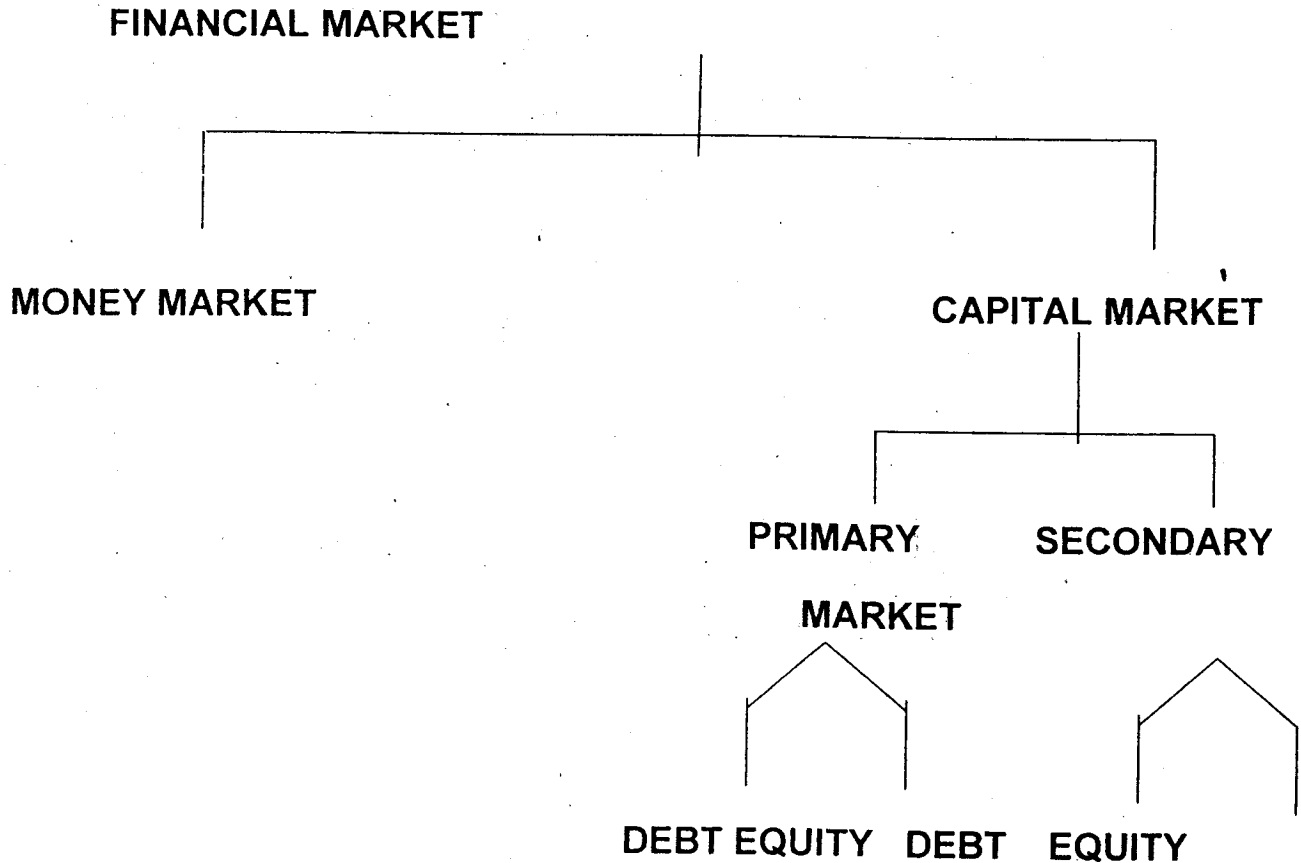 FINANCIAL MARKET
MONEY MARKET
CAPITAL MARKET
PRIMARY SECONDARY
MARKET
DEBT EQUITY DEBT EQUITY